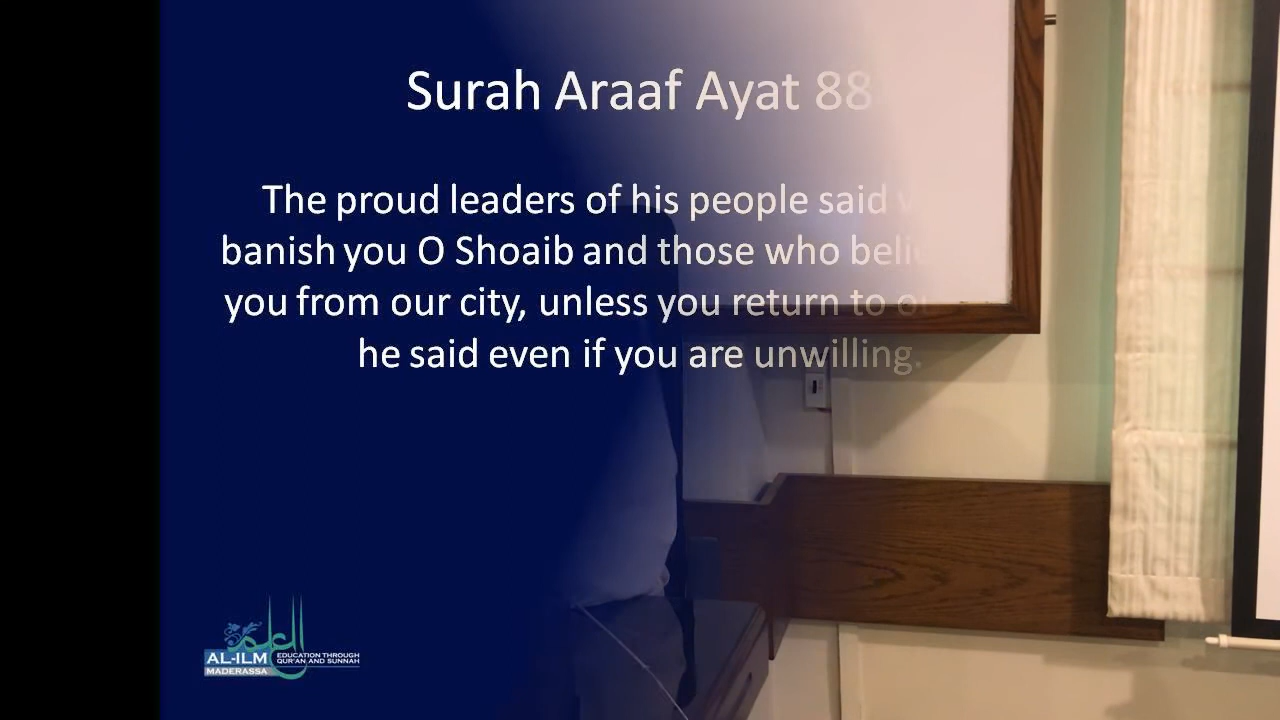 Surah Araaf Ayat 88
The proud leaders of his people said
banish you O Shoaib and those who
you from our city, unless you return to
he said even if you are unwilling.
العلم
AL-ILM
MADERASSA
EDUCATION THROUGH
QUR'AN AND SUNNAH